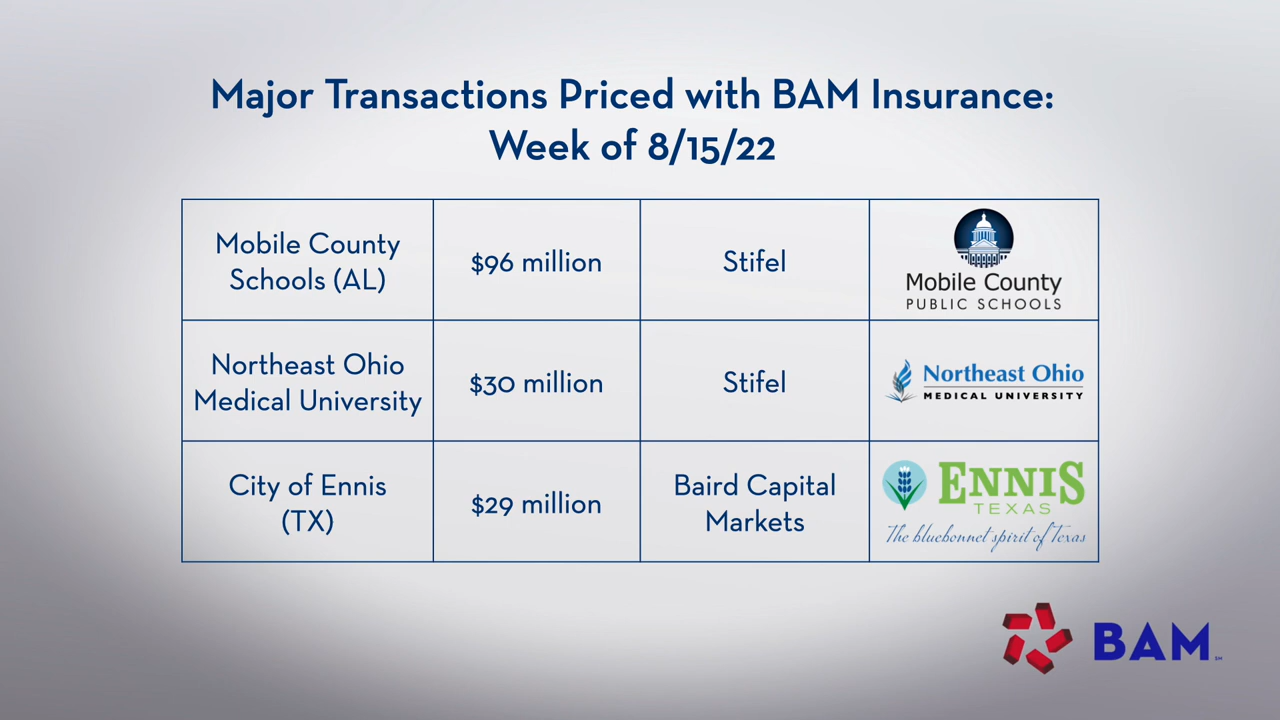 Major Transactions Priced with BAM Insurance:
Week of 8/15/22
Mobile County
Schools (AL)
$96 million
Stifel
Mobile County
PUBLIC SCHOOLS
Northeast Ohio
Medical University
$30 million
Stifel
Northeast Ohio
MEDICAL UNIVERSITY
City of Ennis
(TX)
$29 million
Baird Capital
Markets
ENNIS
TEXAS
The bluebonnet spirit of Texas
BAM SM